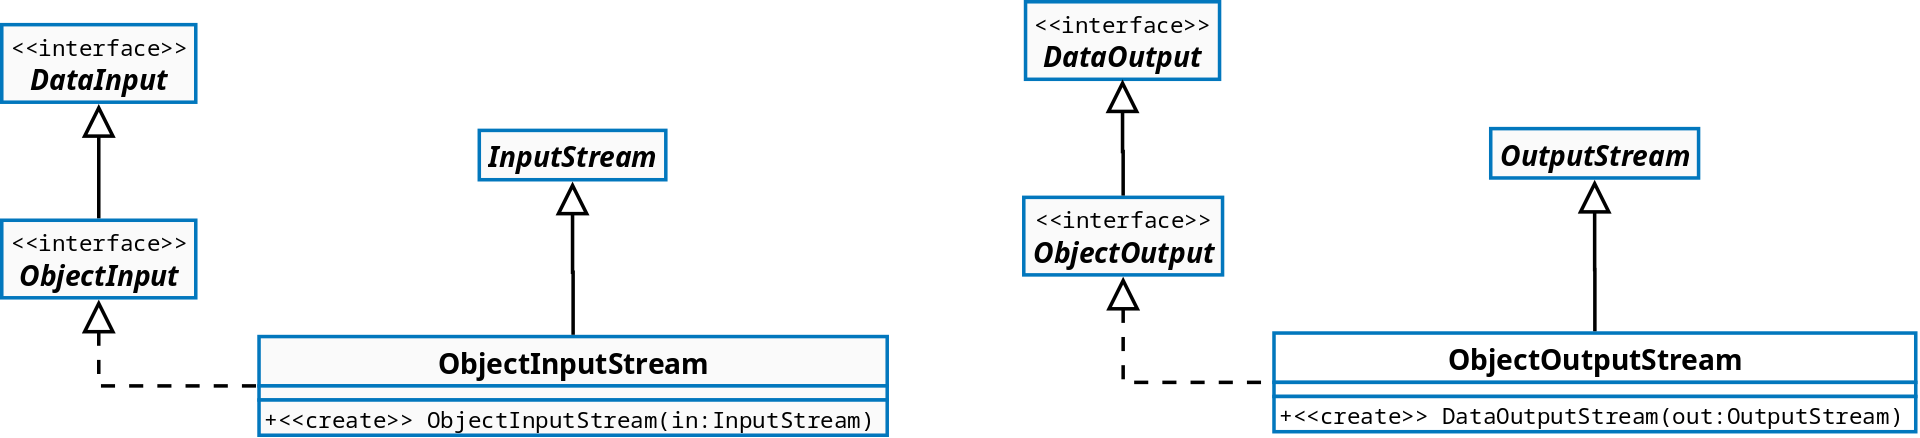 <<interface>>
DataInput
InputStream
<<interface>>
ObjectInput
ObjectInputStream
+<<create>> ObjectInputStream(in:InputStream)
<<interface>>
DataOutput
OutputStream
<<interface>>
ObjectOutput
ObjectOutputStream
+<<create>> DataOutputStream(out:OutputStream)